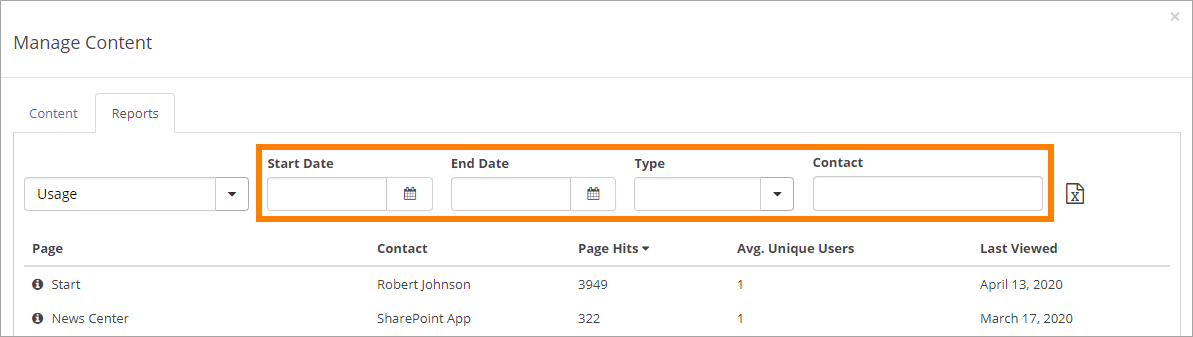 ×
Manage Content
Content Reports
Start Date End Date Type Contact
Usage
Page Contact Page Hits Avg. Unique Users Last Viewed
Start Robert Johnson 3949 1 April 13, 2020
News Center SharePoint App 322 1 March 17, 2020